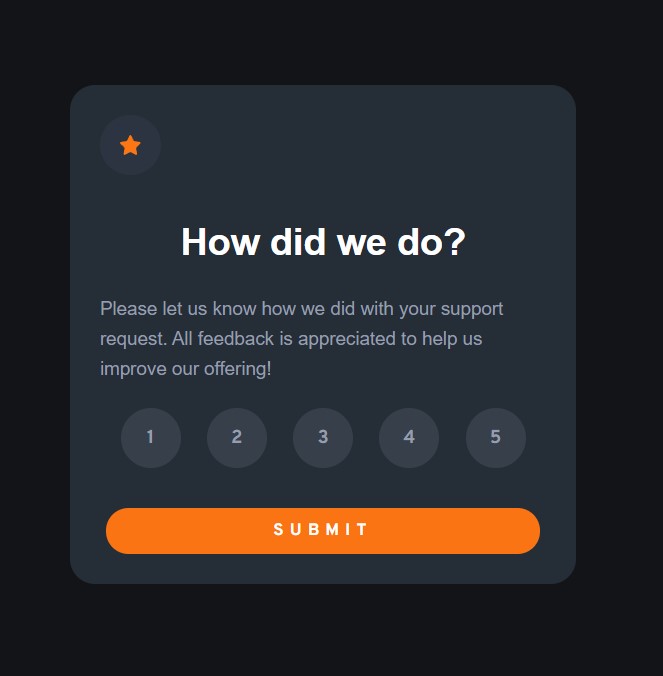 How did we do?
Please let us know how we did with your support
request. All feedback is appreciated to help us
improve our offering!
1 2 3 4 5
SUBMIT